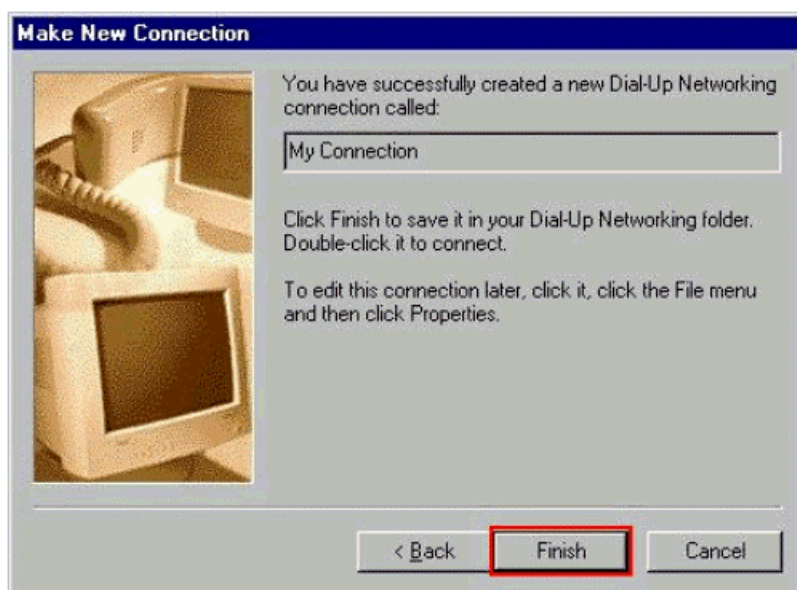 Make New Connection
You have successfully created a new Dial-Up Networking
connection called:
My Connection
Click Finish to save it in your Dial-Up Networking folder.
Double-click it to connect.
To edit this connection later, click it, click the File menu
and then click Properties.
< Back
Finish
Cancel